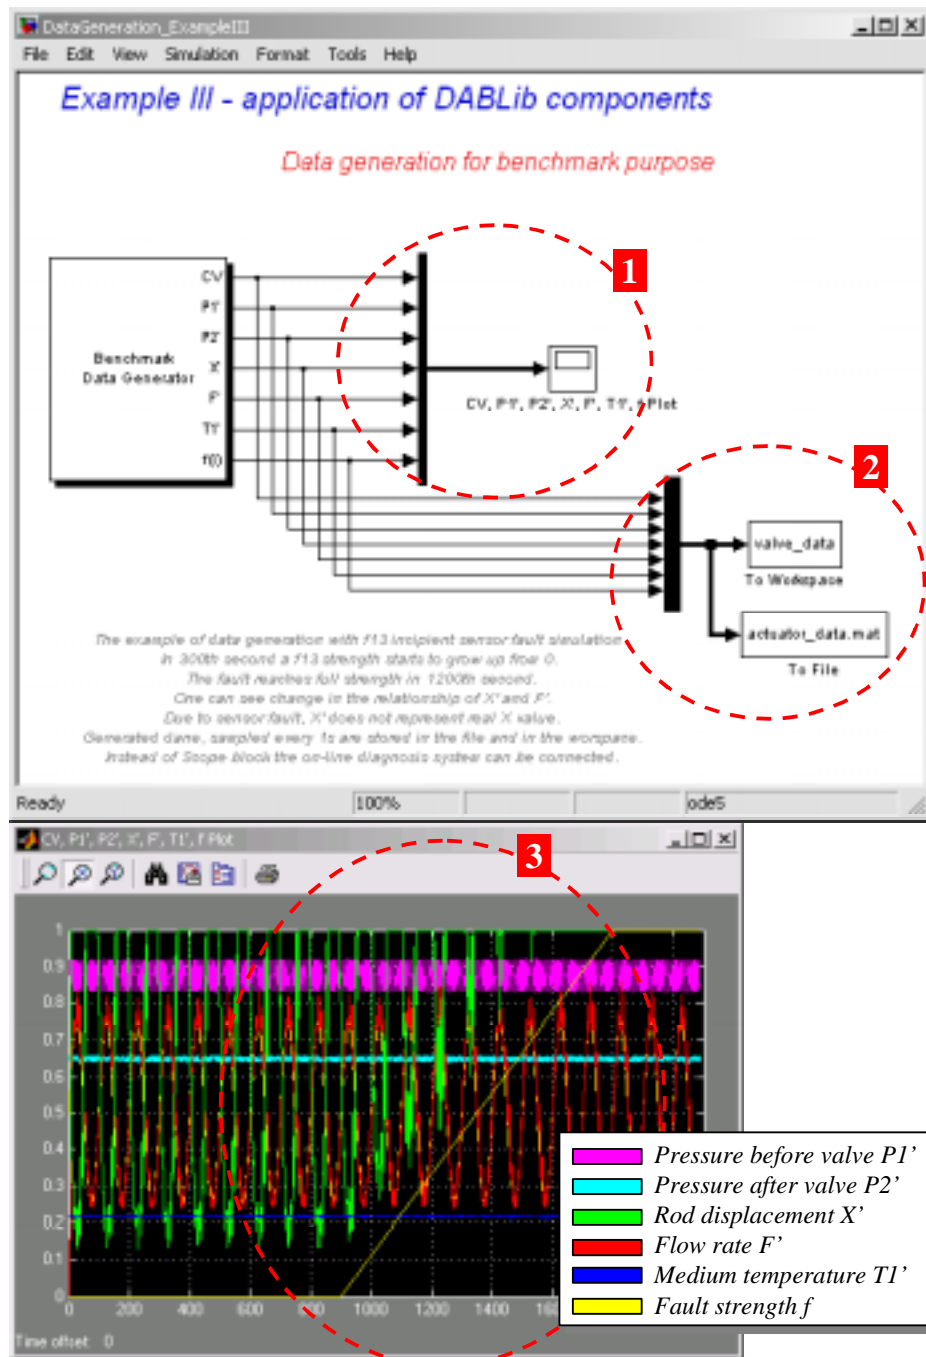 DataGeneration_ExampleIII
File Edit View Simulation Format Tools Help
Example III - application of DABLib components
Data generation for benchmark purpose
1
CV
P1'
P2'
Benchmark
Data Generator
X'
F'
T1'
f(i)
CV, P1', P2', X', F', T1', f Plot
2
valve_data
To Workspace
actuator_data.mat
To File
The example of data generation with f13 incipient sensor fault simulation
In 300th second a f13 strength starts to grow up from 0.
The fault reaches full strength in 1200th second.
One can see change in the relationship of X' and F'.
Due to sensor fault, X' does not represent real X value.
Generated dane, sampled every 1s are stored in the file and in the worspace.
Instead of Scope block the on-line diagnosis system can be connected.
Ready 100% ode5
CV, P1', P2', X', F', T1', f Plot
3
1
0.9
0.8
0.7
0.6
0.5
0.4
0.3
0.2
0.1
0
0 200 400 600 800 1000 1200 1400
Time offset: 0
Pressure before valve P1’
Pressure after valve P2’
Rod displacement X’
Flow rate F’
Medium temperature T1’
Fault strength f